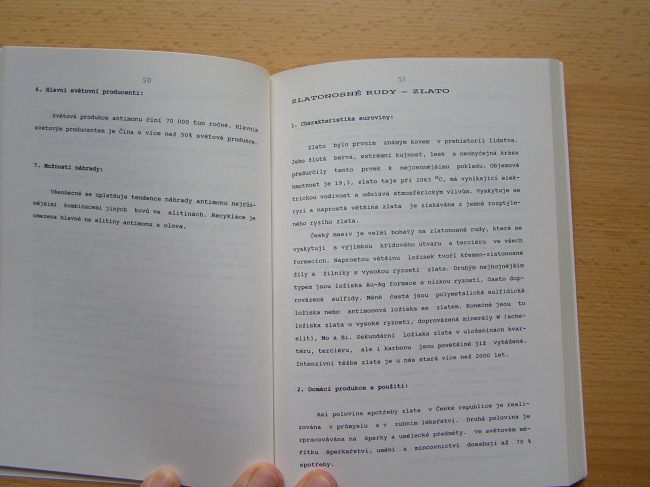 50
6. Hlavní světoví producenti:
Světová produkce antimonu činí 70 000 tun ročně. Hlavním
světovým producentem je Čína s více než 50% světové produkce.
7. Možnosti náhrady:
Všeobecně se uplatňuje tendence náhrady antimonu nejrůz-
nějšími kombinacemi jiných kovů ve slitinách. Recyklace je
omezena hlavně na slitiny antimonu a olova.
51
ZLATONOSNÉ RUDY – ZLATO
1. Charakteristika suroviny:
Zlato bylo prvním známým kovem v prehistorii lidstva.
Jeho žlutá barva, extrémní kujnost, lesk a neobyčejná krása
předurčily tento prvek k nejcennějšímu pokladu. Objemová
hmotnost je 19,3, zlato taje při 1063 °C, má vynikající elek-
trickou vodivost a odolává atmosférickým vlivům. Vyskytuje se
ryzí a naprostá většina zlata je získávána z jemně rozptýle-
ného ryzího zlata.
Český masiv je velmi bohatý na zlatonosné rudy, které se
vyskytují s výjimkou křídového útvaru a terciéru ve všech
formacích. Naprostou většinu ložisek tvoří křemen-zlatonosné
žíly a žilníky s vysokou ryzostí zlata. Druhým nejhojnějším
typem jsou ložiska Au-Ag formace s nízkou ryzostí, často dop-
rovázená sulfidy. Méně častá jsou polymetalická sulfidická
ložiska nebo antimonová ložiska se zlatem. Konečně jsou to
ložiska zlata o vysoké ryzosti, doprovázená minerály W (sche-
elit), Mo a Bi. Sekundární ložiska zlata v uloženinách kvar-
téru, terciéru, ale i karbonu jsou povětšině již vytěžená.
Intenzivní těžba zlata je u nás stará více než 2000 let.
2. Domácí produkce a použití:
Asi polovina spotřeby zlata v České republice je reali-
zována v průmyslu a v zubním lékařství. Druhá polovina je
zpracovávána na šperky a umělecké předměty. Ve světovém mě-
řítku šperkařství, umění a mincovnictví dosahují až 70 %
spotřeby.